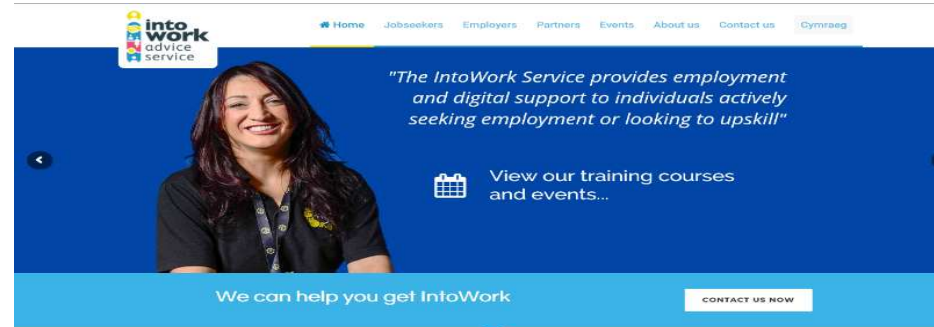 into
work
advice
service
Home Jobseekers Employers Partners Events About us Contact us Cymraeg
"The IntoWork Service provides employment
and digital support to individuals actively
seeking employment or looking to upskill"
View our training courses
and events...
We can help you get IntoWork
CONTACT US NOW